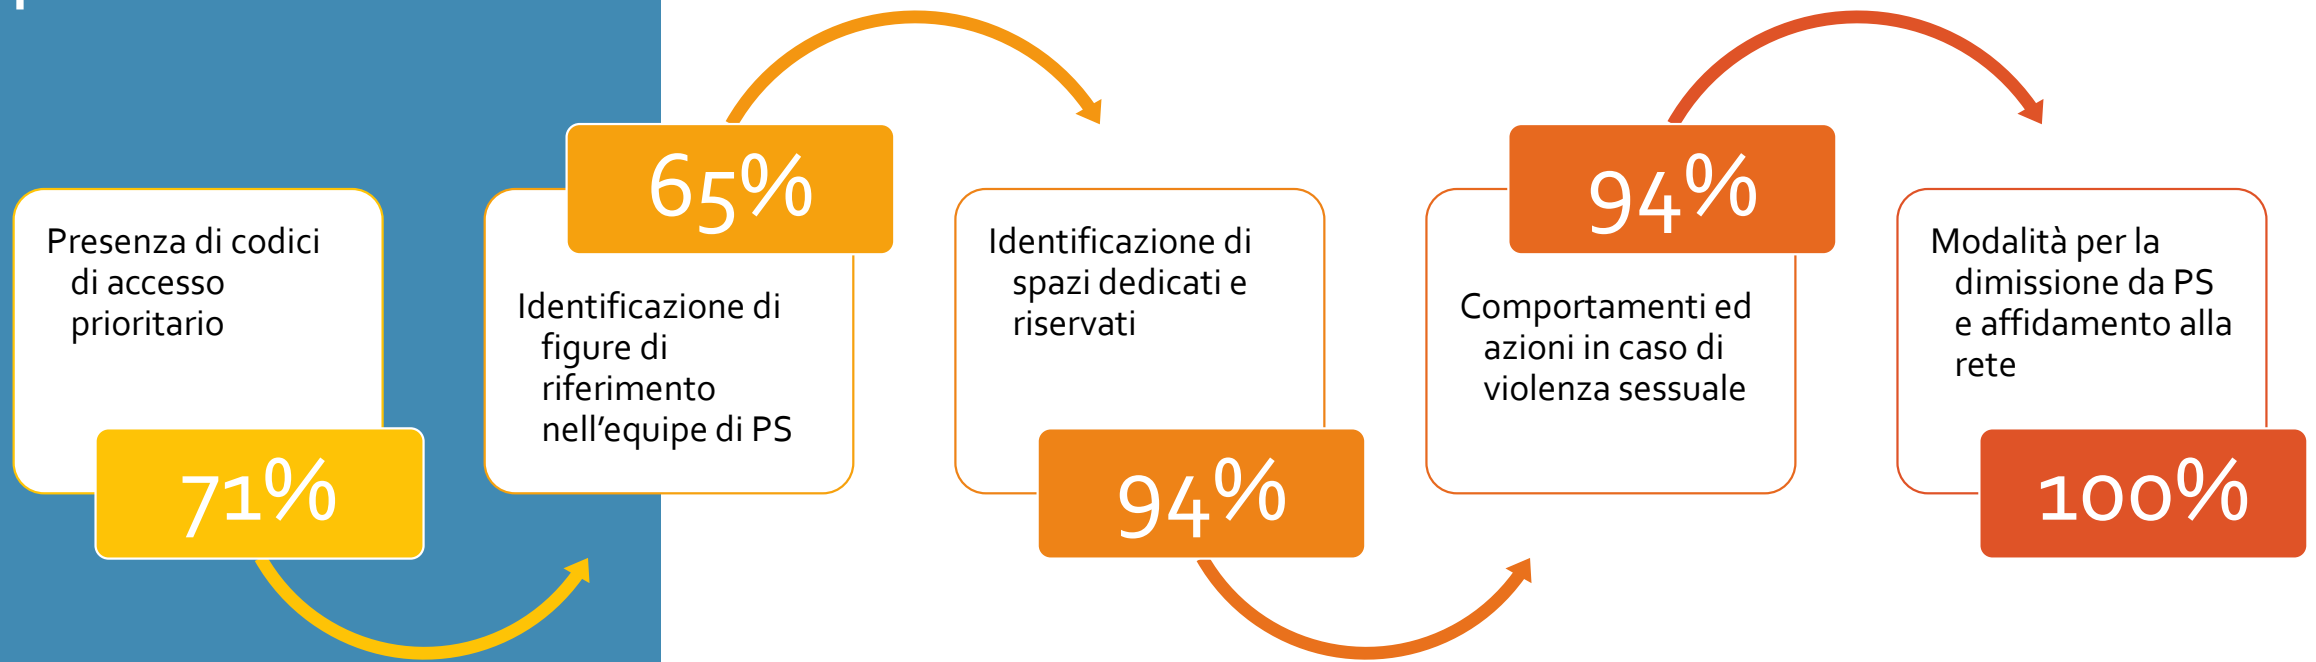 Presenza di codici
di accesso
prioritario
71%
65%
Identificazione di
figure di
riferimento
nell’equipe di PS
Identificazione di
spazi dedicati e
riservati
94%
94%
Comportamenti ed
azioni in caso di
violenza sessuale
Modalità per la
dimissione da PS
e affidamento alla
rete
100%